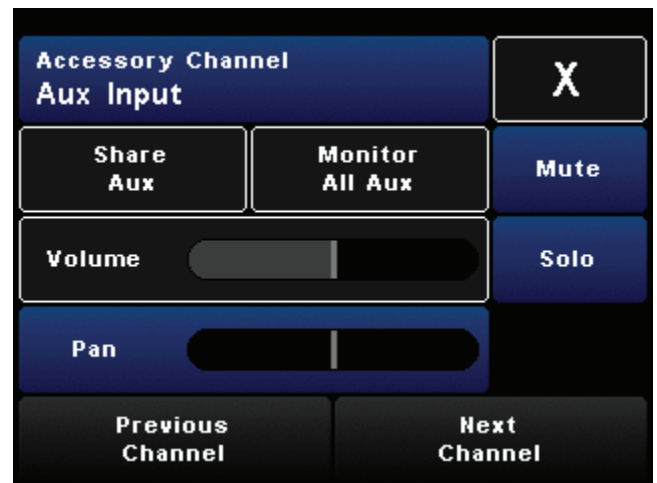 Accessory Channel
Aux Input
X
Share
Aux
Monitor
All Aux
Mute
Volume
Solo
Pan
Previous
Channel
Next
Channel